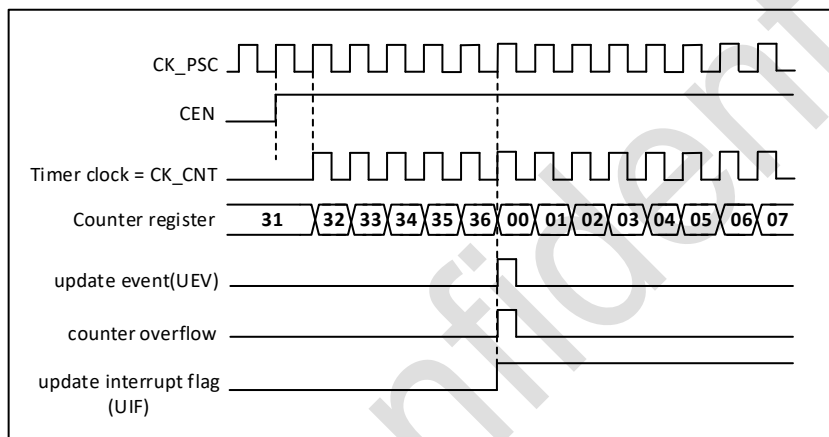 CK_PSC
CEN
Timer clock = CK_CNT
Counter register 31 32 33 34 35 36 00 01 02 03 04 05 06 07
update event(UEV)
counter overflow
update interrupt flag
(UIF)
nfident